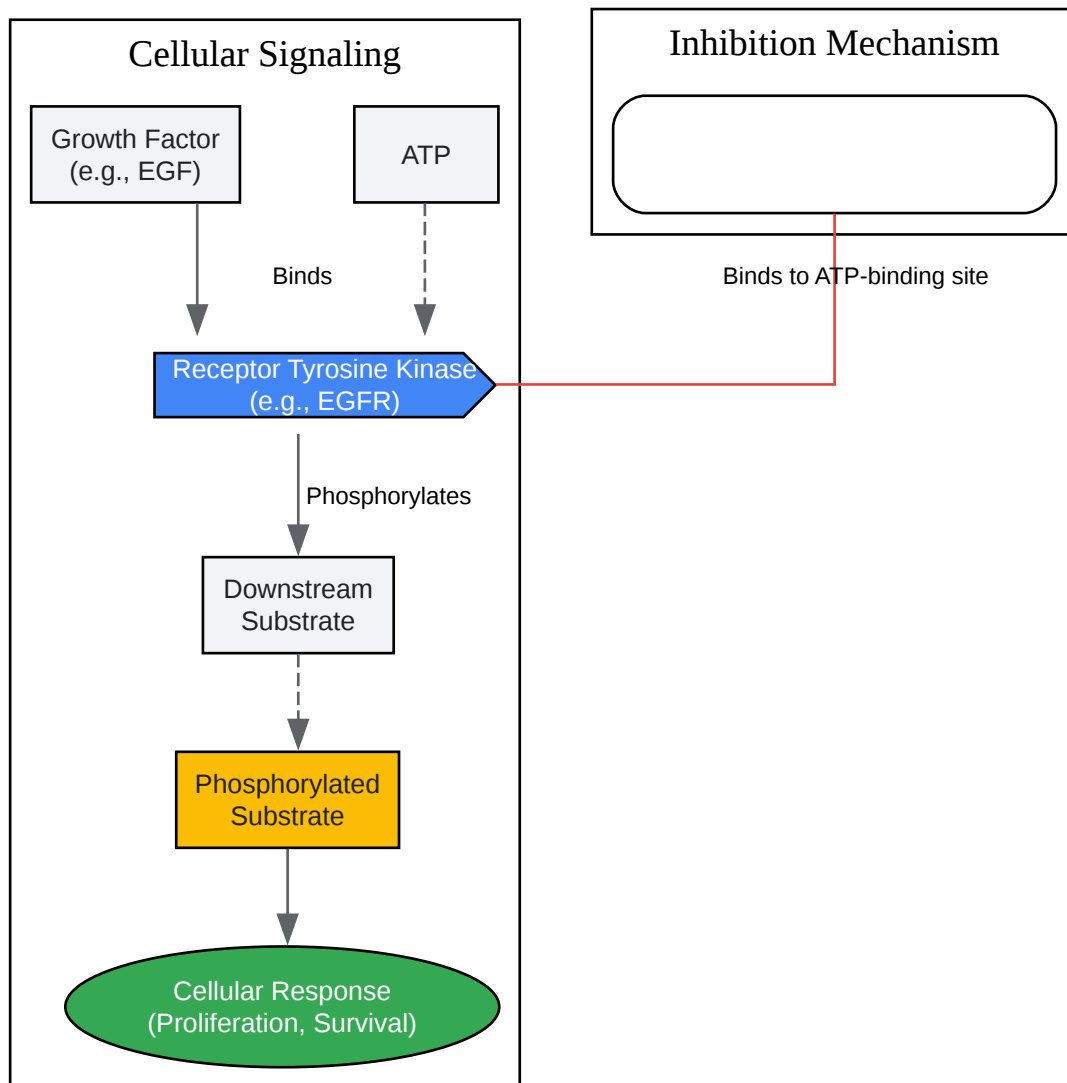 Cellular Signaling
Growth Factor
(e.g., EGF)
ATP
Binds
Receptor Tyrosine Kinase
(e.g., EGFR)
Phosphorylates
Downstream
Substrate
Phosphorylated
Substrate
Cellular Response
(Proliferation, Survival)
Inhibition Mechanism
Binds to ATP-binding site